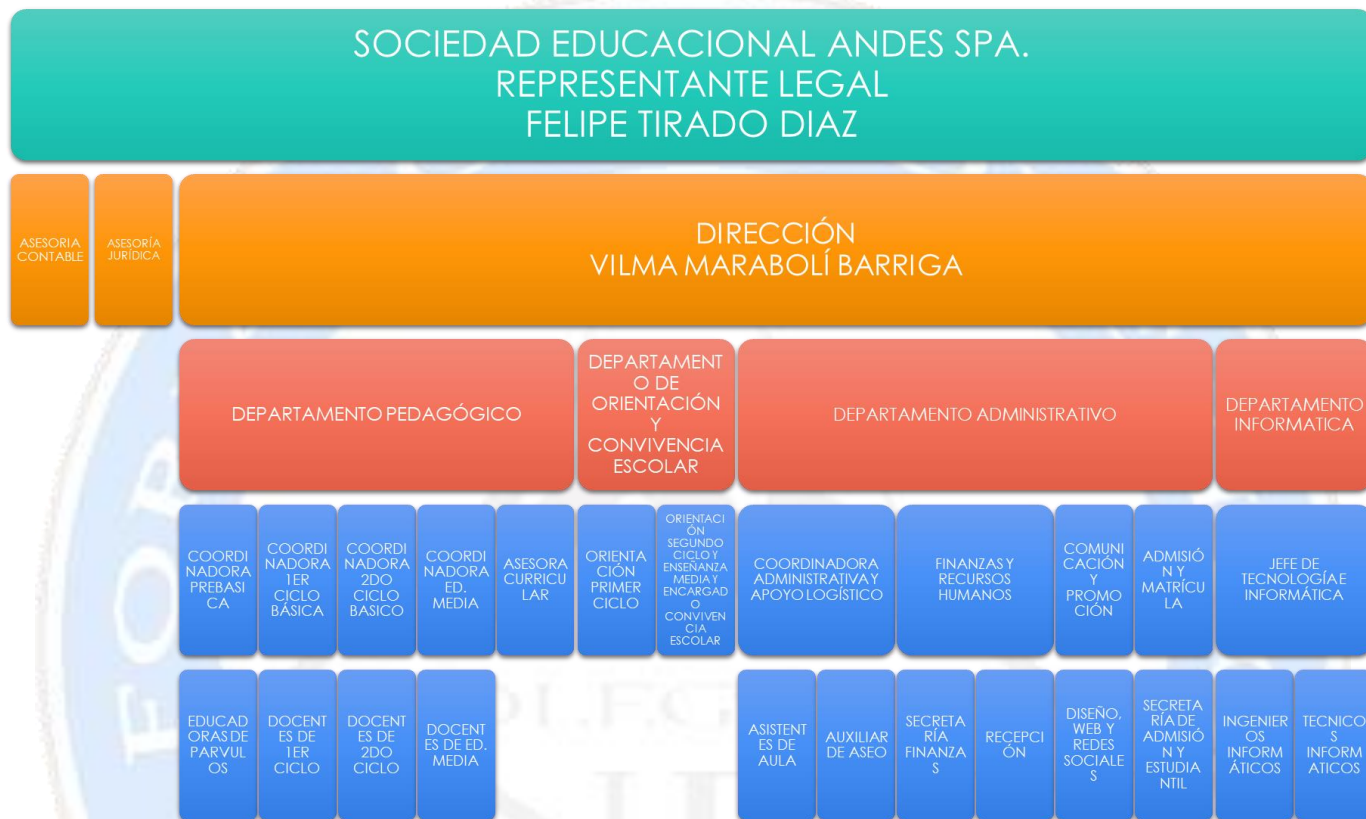 SOCIEDAD EDUCACIONAL ANDES SPA.
REPRESENTANTE LEGAL
FELIPE TIRADO DIAZ
ASESORIA
CONTABLE
ASESORÍA
JURÍDICA
DIRECCIÓN
VILMA MARABOLÍ BARRIGA
DEPARTAMENTO PEDAGÓGICO
DEPARTAMENT
O DE
ORIENTACIÓN
Y
CONVIVENCIA
ESCOLAR
DEPARTAMENTO ADMINISTRATIVO
DEPARTAMENTO
INFORMATICA
COORDI
NADORA
PREBASI
CA
COORDI
NADORA
1ER
CICLO
BÁSICA
COORDI
NADORA
2DO
CICLO
BASICO
COORDI
NADORA
ED.
MEDIA
ASESORA
CURRICU
LAR
ORIENTA
CIÓN
PRIMER
CICLO
ORIENTACI
ÓN
SEGUNDO
CICLO Y
ENSEÑANZA
MEDIA Y
ENCARGAD
O
CONVIVEN
CIA
ESCOLAR
COORDINADORA
ADMINISTRATIVA Y
APOYO LOGÍSTICO
FINANZAS Y
RECURSOS
HUMANOS
COMUNI
CACIÓN
Y
PROMO
CIÓN
ADMISIÓ
N Y
MATRÍCU
LA
JEFE DE
TECNOLOGÍA E
INFORMÁTICA
EDUCAD
ORAS DE
PARVUL
OS
DOCENT
ES DE
1ER
CICLO
DOCENT
ES DE
2DO
CICLO
DOCENT
ES DE ED.
MEDIA
ASISTENT
ES DE
AULA
AUXILIAR
DE ASEO
SECRETA
RÍA
FINANZA
S
RECEPCI
ÓN
DISEÑO,
WEB Y
REDES
SOCIALE
S
SECRETA
RÍA DE
ADMISIÓ
N Y
ESTUDIA
NTIL
INGENIER
OS
INFORM
ÁTICOS
TECNICO
S
INFORM
ATICOS